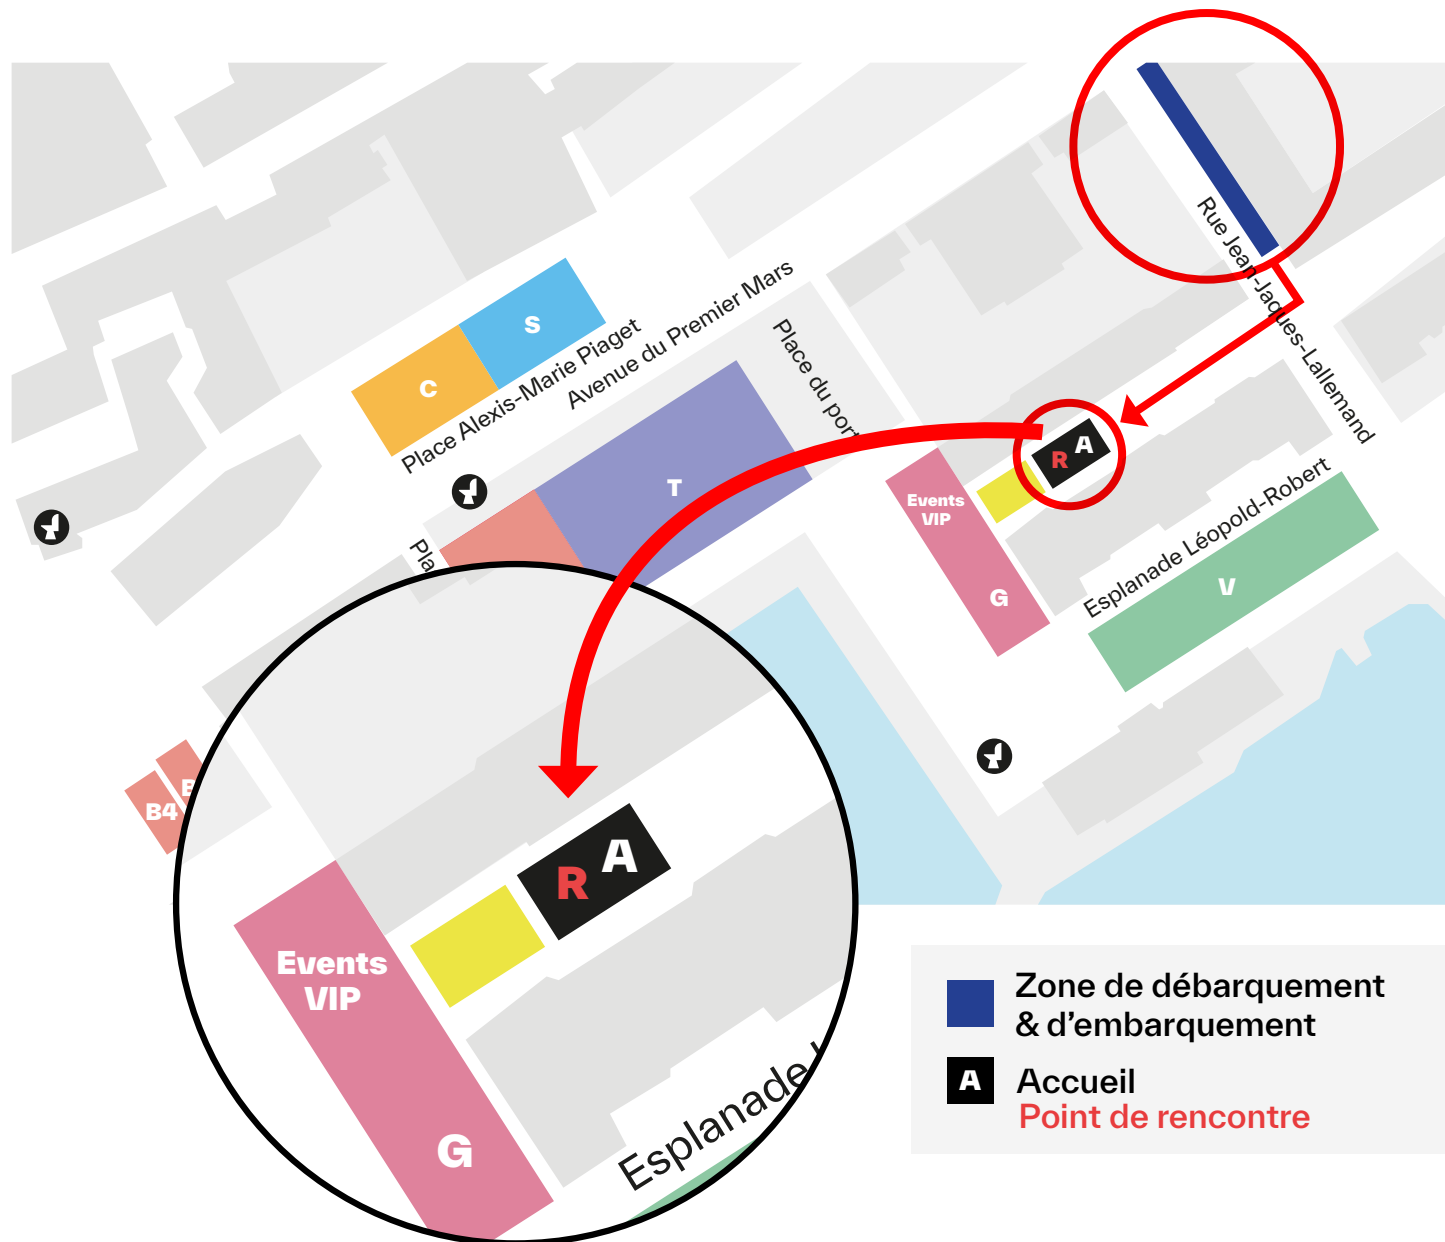 Rue Jean-Jaques-Lallemand
S
C
Place Alexis-Marie Piaget
Avenue du Premier Mars
Place du port
T
R A
Events
VIP
G
Esplanade Léopold-Robert
V
Pla
B
B4
R A
Events
VIP
G
Esplanade
Zone de débarquement
& d’embarquement
A Accueil
Point de rencontre